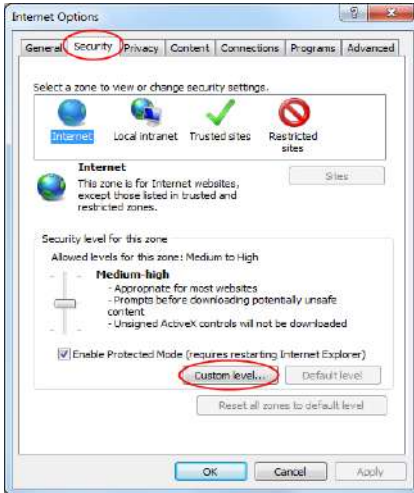 Internet Options
General Security Privacy Content Connections Programs Advanced
Select a zone to view or change security settings.
Internet Local intranet Trusted sites Restricted
sites
Internet
Sites
This zone is for Internet websites,
except those listed in trusted and
restricted zones.
Security level for this zone
Allowed levels for this zone: Medium to High
Medium-high
- Appropriate for most websites
- Prompts before downloading potentially unsafe
content
- Unsigned ActiveX controls will not be downloaded
Enable Protected Mode (requires restarting Internet Explorer)
Custom level... Default level
Reset all zones to default level
OK Cancel Apply